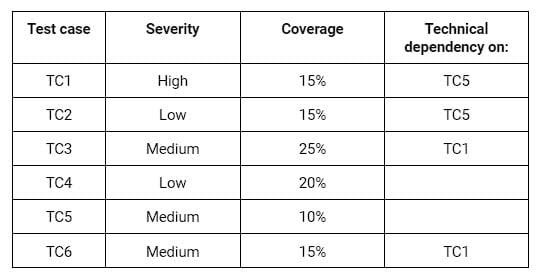 Test case Severity Coverage Technical
dependency on:
TC1 High 15% TC5
TC2 Low 15% TC5
TC3 Medium 25% TC1
TC4 Low 20%
TC5 Medium 10%
TC6 Medium 15% TC1